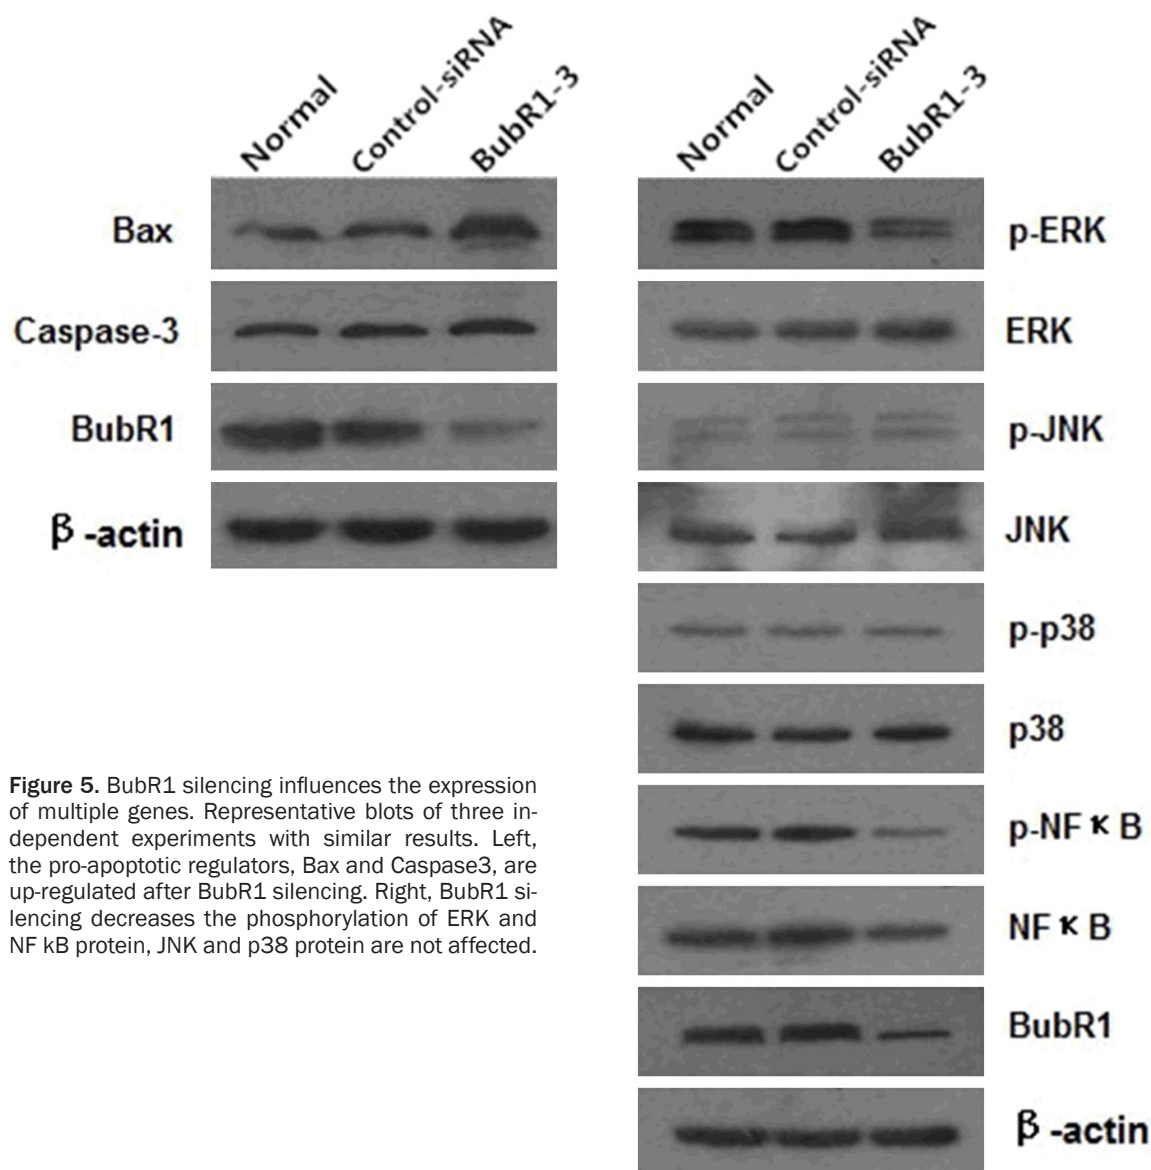 Normal
Control-siRNA
BubR1-3
Bax
Caspase-3
BubR1
β-actin
Normal
Control-siRNA
BubR1-3
p-ERK
ERK
p-JNK
JNK
p-p38
p38
p-NFκB
NFκB
BubR1
β-actin
Figure 5. BubR1 silencing influences the expression
of multiple genes. Representative blots of three in-
dependent experiments with similar results. Left,
the pro-apoptotic regulators, Bax and Caspase3, are
up-regulated after BubR1 silencing. Right, BubR1 si-
lencing decreases the phosphorylation of ERK and
NF kB protein, JNK and p38 protein are not affected.